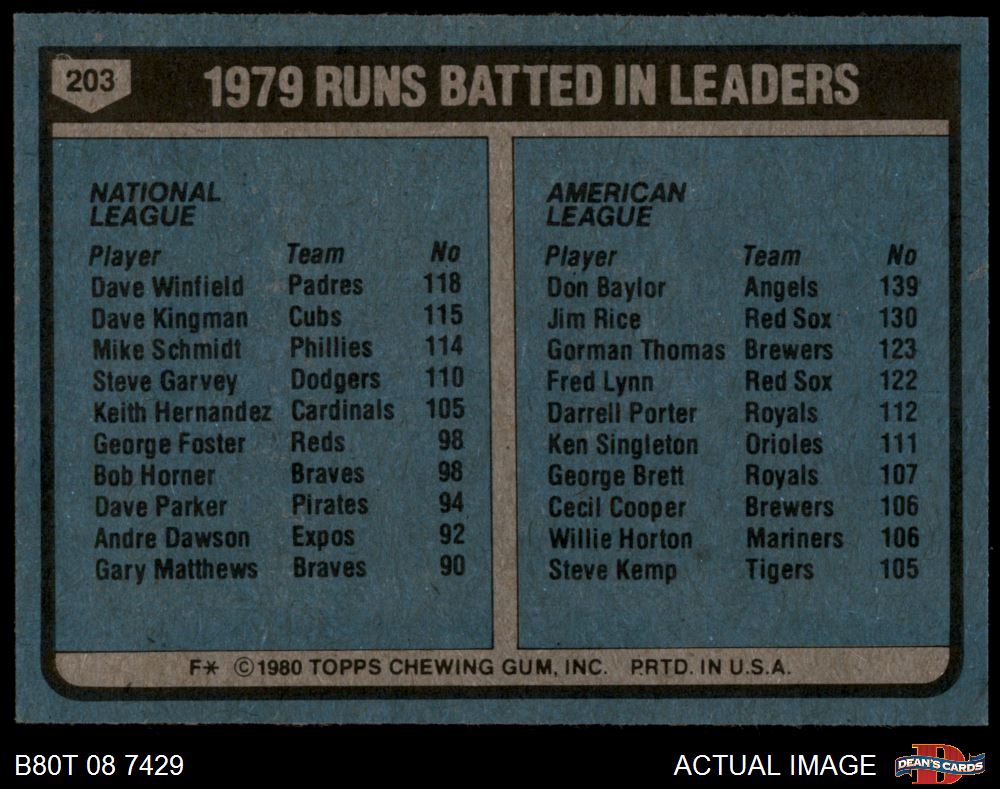 203
1979 RUNS BATTED IN LEADERS
NATIONAL
LEAGUE
Player Team No
Dave Winfield Padres 118
Dave Kingman Cubs 115
Mike Schmidt Phillies 114
Steve Garvey Dodgers 110
Keith Hernandez Cardinals 105
George Foster Reds 98
Bob Horner Braves 98
Dave Parker Pirates 94
Andre Dawson Expos 92
Gary Matthews Braves 90
AMERICAN
LEAGUE
Player Team No
Don Baylor Angels 139
Jim Rice Red Sox 130
Gorman Thomas Brewers 123
Fred Lynn Red Sox 122
Darrell Porter Royals 112
Ken Singleton Orioles 111
George Brett Royals 107
Cecil Cooper Brewers 106
Willie Horton Mariners 106
Steve Kemp Tigers 105
F* © 1980 TOPPS CHEWING GUM, INC. PRTD. IN U.S.A.
B80T 08 7429
ACTUAL IMAGE
D
DEAN'S CARDS